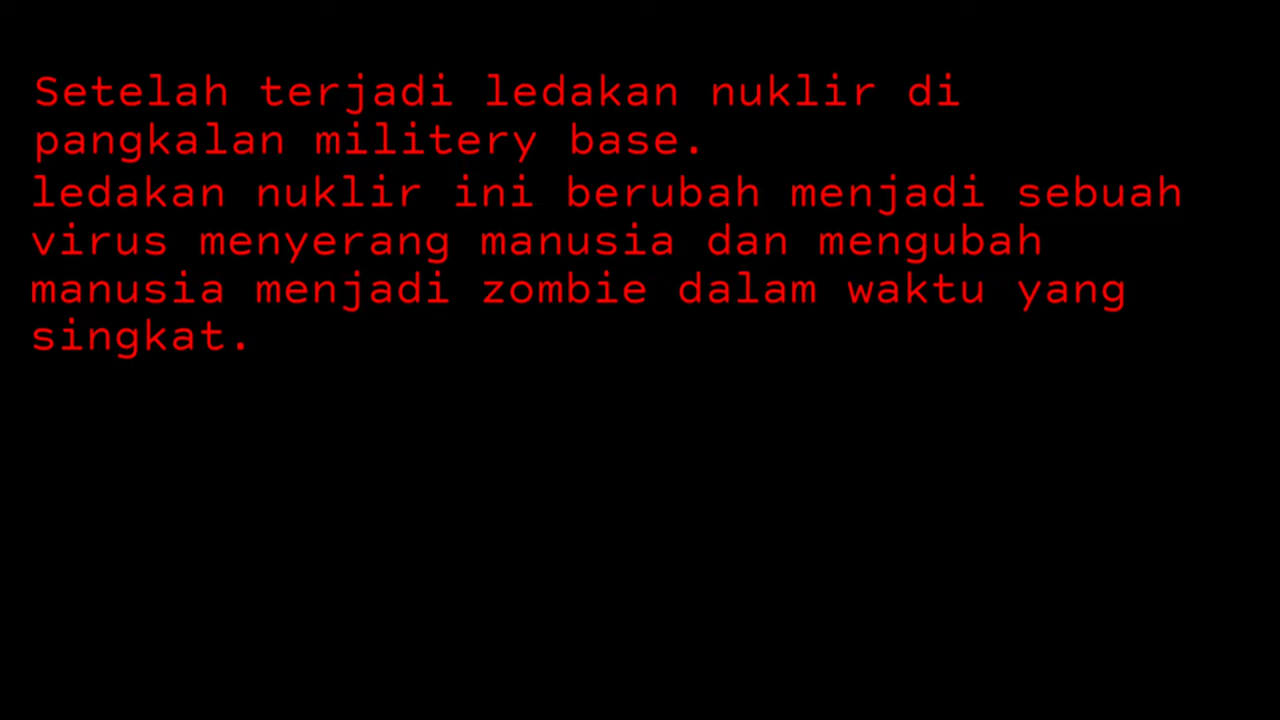 Setelah terjadi ledakan nuklir di
pangkalan militery base.
ledakan nuklir ini berubah menjadi sebuah
virus menyerang manusia dan mengubah
manusia menjadi zombie dalam waktu yang
singkat.